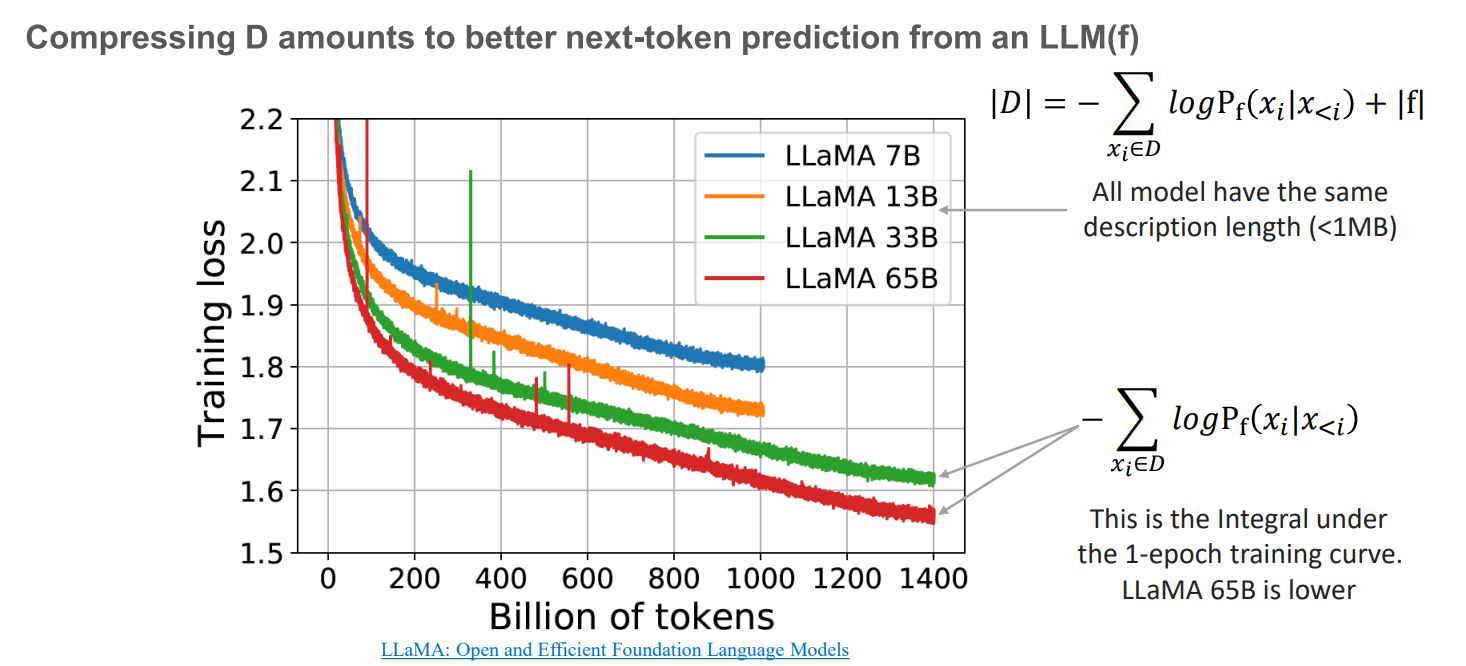 Compressing D amounts to better next-token prediction from an LLM(f)
|D| = − ∑ logP_f(x_i|x_{<i}) + |f|
x_i∈D
All model have the same
description length (<1MB)
2.2
2.1
2.0
1.9
1.8
1.7
1.6
1.5
Training loss
LLaMA 7B
LLaMA 13B
LLaMA 33B
LLaMA 65B
− ∑ logP_f(x_i|x_{<i})
x_i∈D
This is the Integral under
the 1-epoch training curve.
LLaMA 65B is lower
0 200 400 600 800 1000 1200 1400
Billion of tokens
LLaMA: Open and Efficient Foundation Language Models